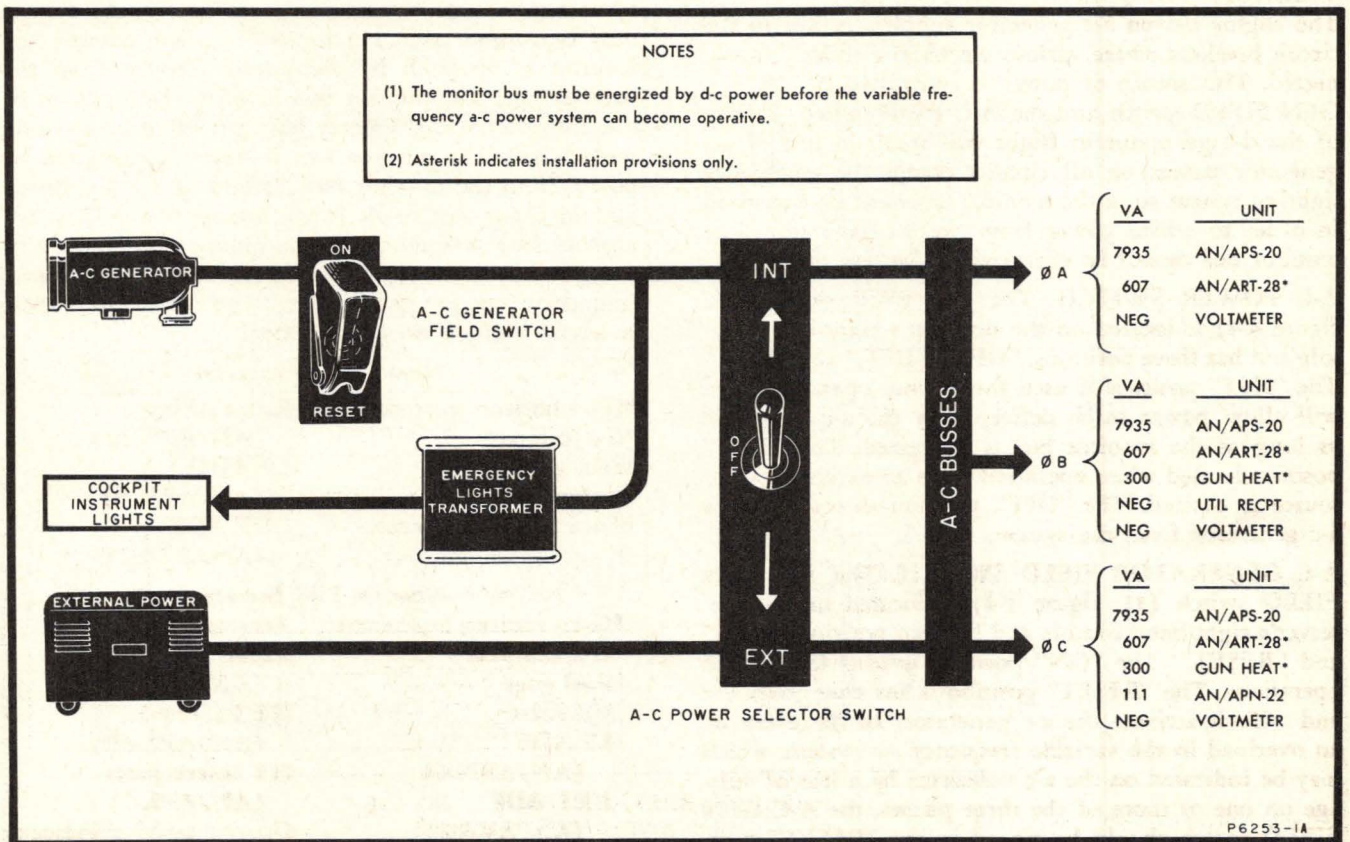 NOTES
(1) The monitor bus must be energized by d-c power before the variable fre-
quency a-c power system can become operative.
(2) Asterisk indicates installation provisions only.
A-C GENERATOR
ON
RESET
A-C GENERATOR
FIELD SWITCH
EMERGENCY
LIGHTS
TRANSFORMER
COCKPIT
INSTRUMENT
LIGHTS
EXTERNAL POWER
INT
OFF
EXT
A-C POWER SELECTOR SWITCH
A-C BUSSES
Ø A
VA UNIT
7935 AN/APS-20
607 AN/ART-28*
NEG VOLTMETER
Ø B
VA UNIT
7935 AN/APS-20
607 AN/ART-28*
300 GUN HEAT*
NEG UTIL RECPT
NEG VOLTMETER
Ø C
VA UNIT
7935 AN/APS-20
607 AN/ART-28*
300 GUN HEAT*
111 AN/APN-22
NEG VOLTMETER
P6253-1A